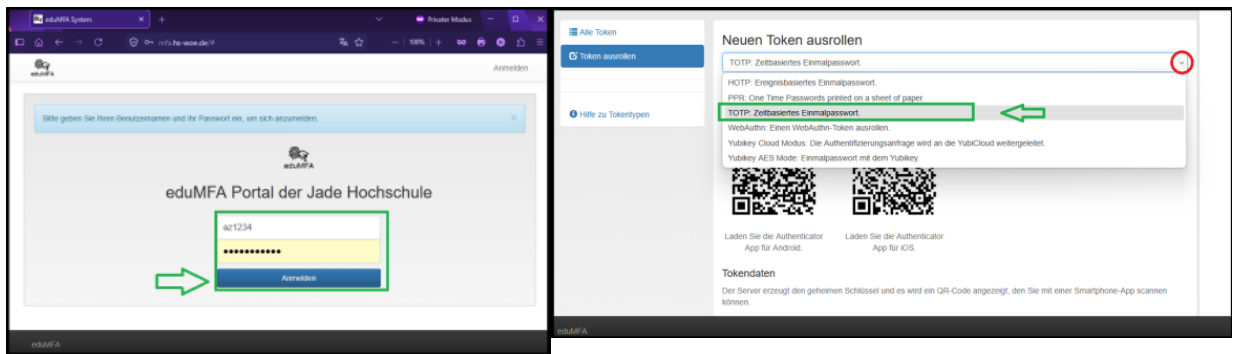 eduMFA System
Privater Modus
mfa.hs-woe.de/#
100%
eduMFA
Anmelden
Bitte geben Sie Ihren Benutzernamen und Ihr Passwort ein, um sich anzumelden.
eduMFA
eduMFA Portal der Jade Hochschule
az1234
Anmelden
eduMFA
Alle Token
Token ausrollen
Hilfe zu Tokentypen
Neuen Token ausrollen
TOTP: Zeitbasiertes Einmalpasswort.
HOTP: Ereignisbasiertes Einmalpasswort.
PPR: One Time Passwords printed on a sheet of paper.
TOTP: Zeitbasiertes Einmalpasswort.
WebAuthn: Einen WebAuthn-Token ausrollen.
Yubikey Cloud Modus: Die Authentifizierungsanfrage wird an die YubiCloud weitergeleitet.
Yubikey AES Mode: Einmalpasswort mit dem Yubikey.
Laden Sie die Authenticator
App für Android.
Laden Sie die Authenticator
App für iOS.
Tokendaten
Der Server erzeugt den geheimen Schlüssel und es wird ein QR-Code angezeigt, den Sie mit einer Smartphone-App scannen
können.
eduMFA